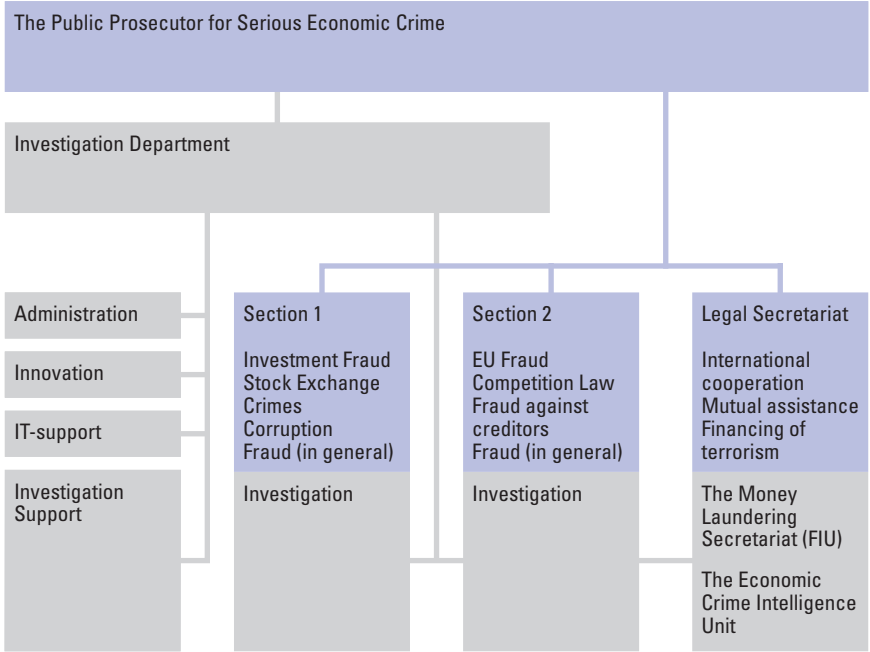 The Public Prosecutor for Serious Economic Crime
Investigation Department
Administration
Innovation
IT-support
Investigation
Support
Section 1
Investment Fraud
Stock Exchange
Crimes
Corruption
Fraud (in general)
Investigation
Section 2
EU Fraud
Competition Law
Fraud against
creditors
Fraud (in general)
Investigation
Legal Secretariat
International
cooperation
Mutual assistance
Financing of
terrorism
The Money
Laundering
Secretariat (FIU)
The Economic
Crime Intelligence
Unit